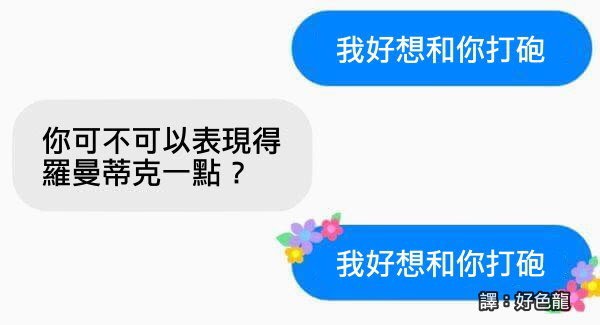 我好想和你打砲
你可不可以表現得
羅曼蒂克一點？
我好想和你打砲
譯：好色龍